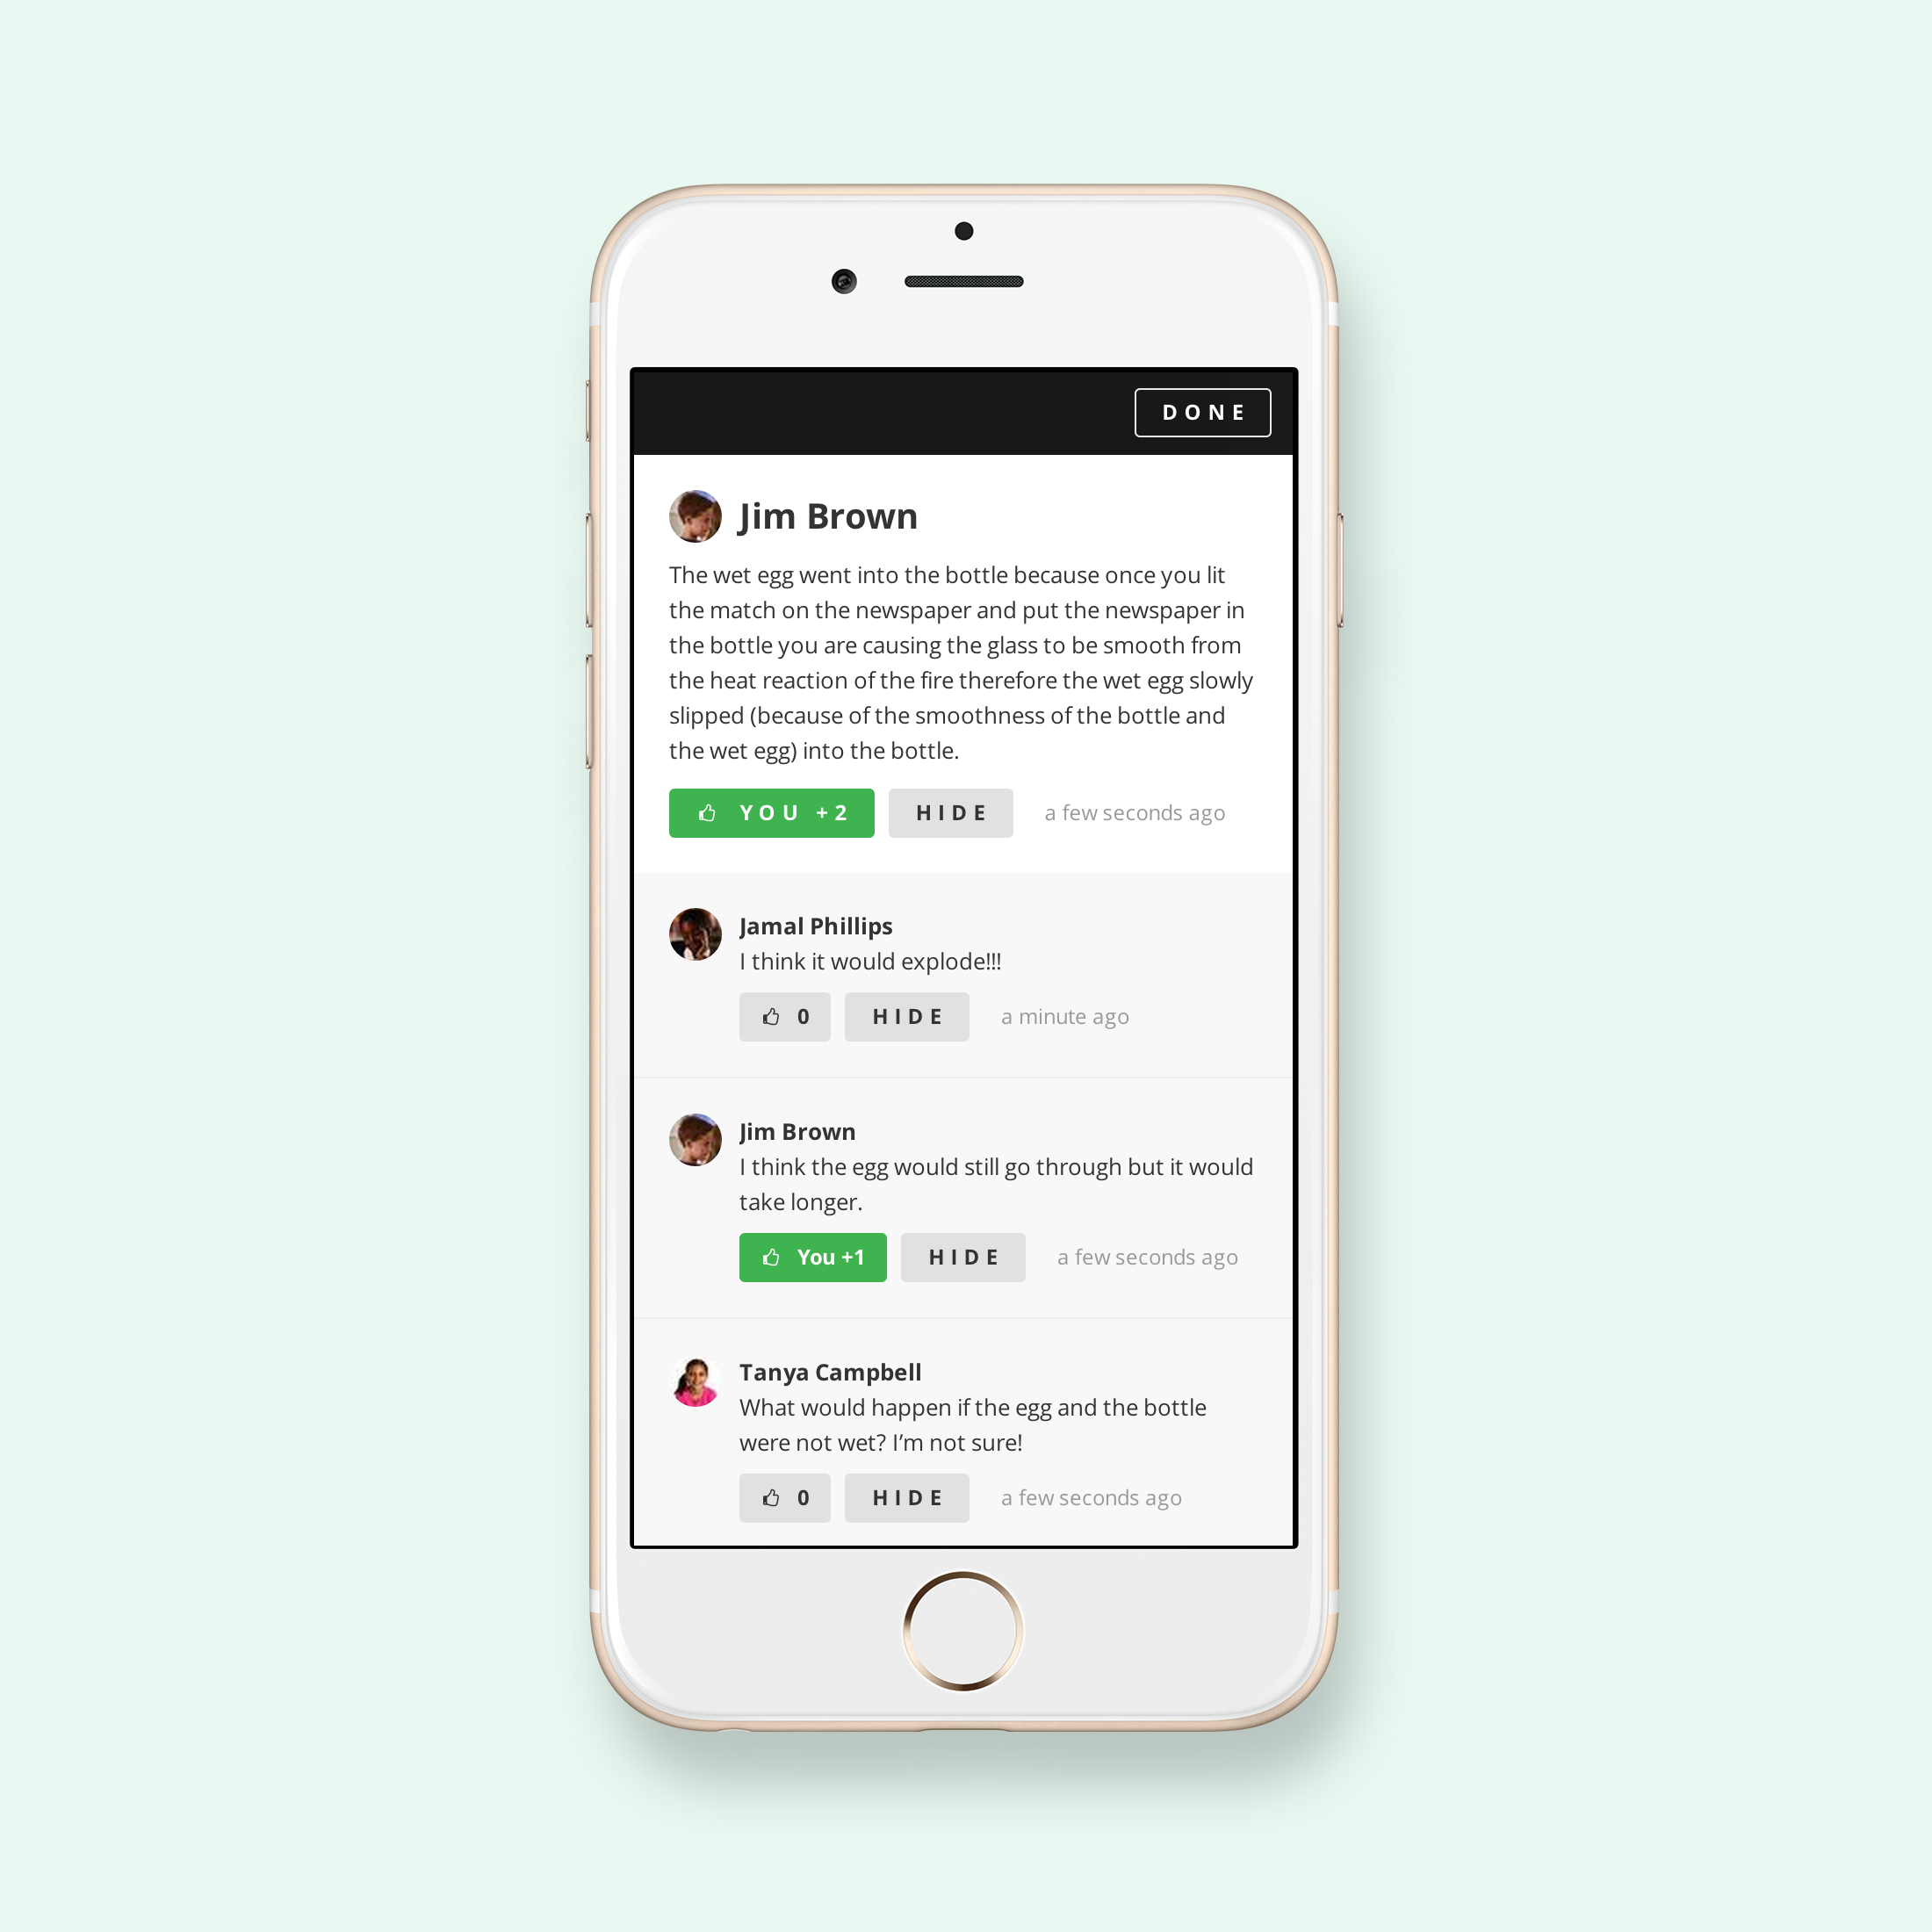 DONE
Jim Brown
The wet egg went into the bottle because once you lit
the match on the newspaper and put the newspaper in
the bottle you are causing the glass to be smooth from
the heat reaction of the fire therefore the wet egg slowly
slipped (because of the smoothness of the bottle and
the wet egg) into the bottle.
YOU +2 HIDE a few seconds ago
Jamal Phillips
I think it would explode!!!
0 HIDE a minute ago
Jim Brown
I think the egg would still go through but it would
take longer.
You +1 HIDE a few seconds ago
Tanya Campbell
What would happen if the egg and the bottle
were not wet? I’m not sure!
0 HIDE a few seconds ago